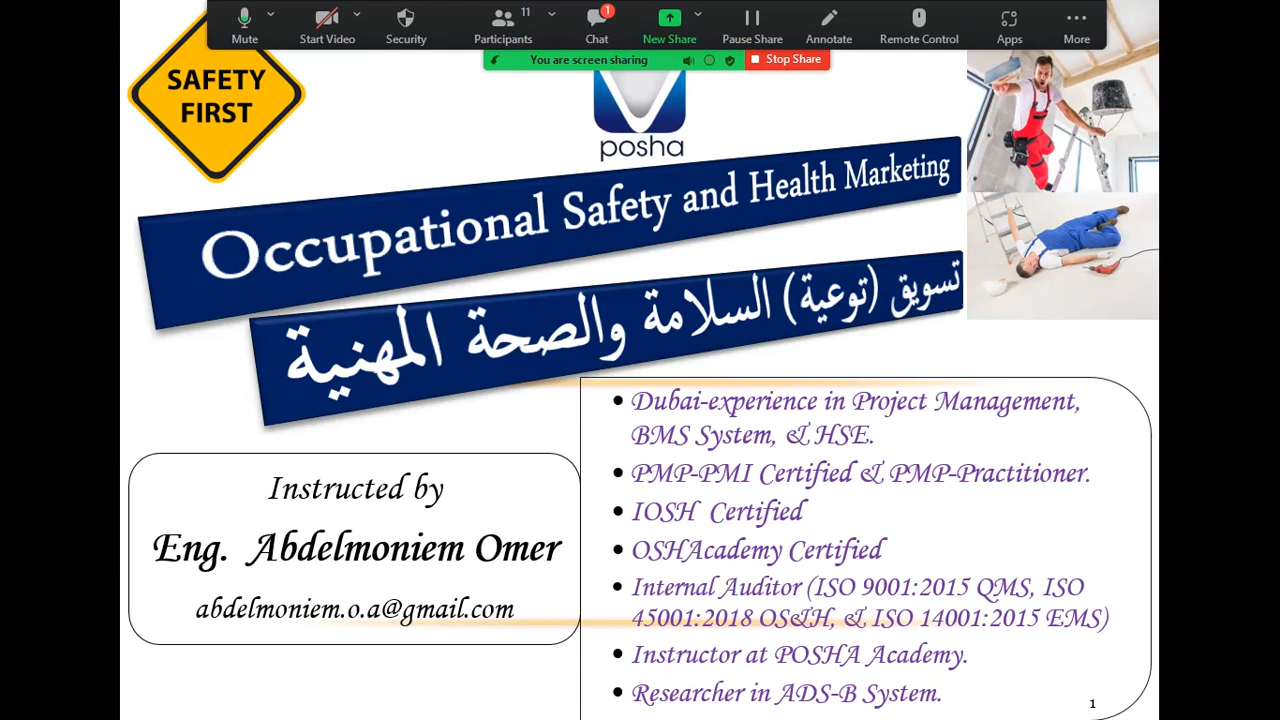 Mute
Start Video
Security
Participants
11
Chat
1
New Share
Pause Share
Annotate
Remote Control
Apps
More
You are screen sharing
Stop Share
SAFETY
FIRST
posha
Occupational Safety and Health Marketing
تسويق (توعية) السلامة والصحة المهنية
Instructed by
Eng. Abdelmoniem Omer
abdelmoniem.o.a@gmail.com
• Dubai-experience in Project Management,
BMS System, & HSE.
• PMP-PMI Certified & PMP-Practitioner.
• IOSH Certified
• OSHAcademy Certified
• Internal Auditor (ISO 9001:2015 QMS, ISO
45001:2018 OS&H, & ISO 14001:2015 EMS)
• Instructor at POSHA Academy.
• Researcher in ADS-B System.
1